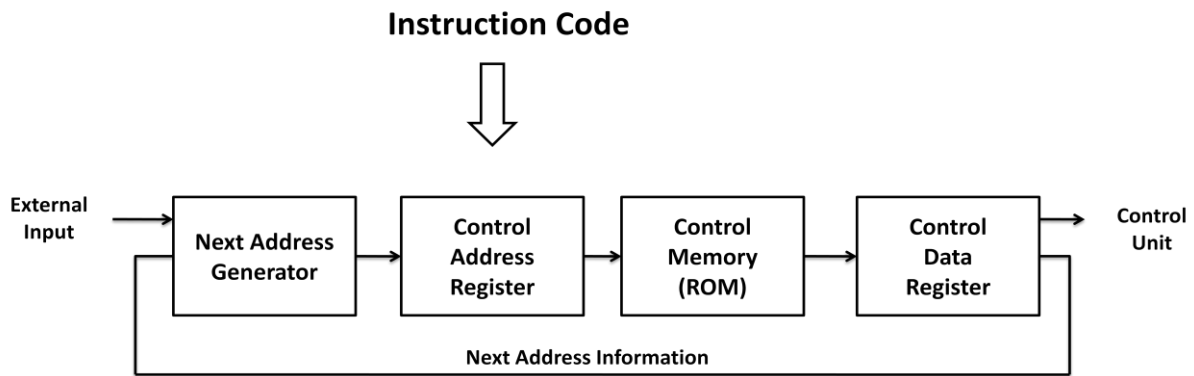 Instruction Code
External
Input
Next Address
Generator
Control
Address
Register
Control
Memory
(ROM)
Control
Data
Register
Control
Unit
Next Address Information